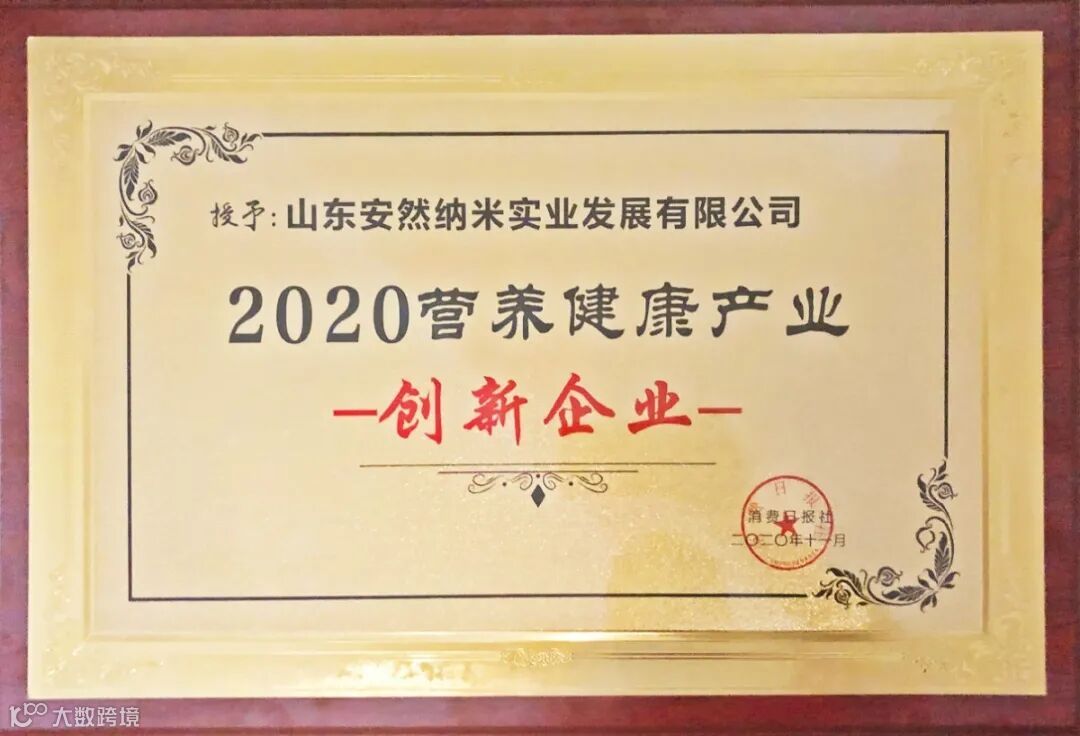 授予:山东安然纳米实业发展有限公司
2020营养健康产业
—创新企业—
消费日报社
二〇二〇年十一月
大数跨境